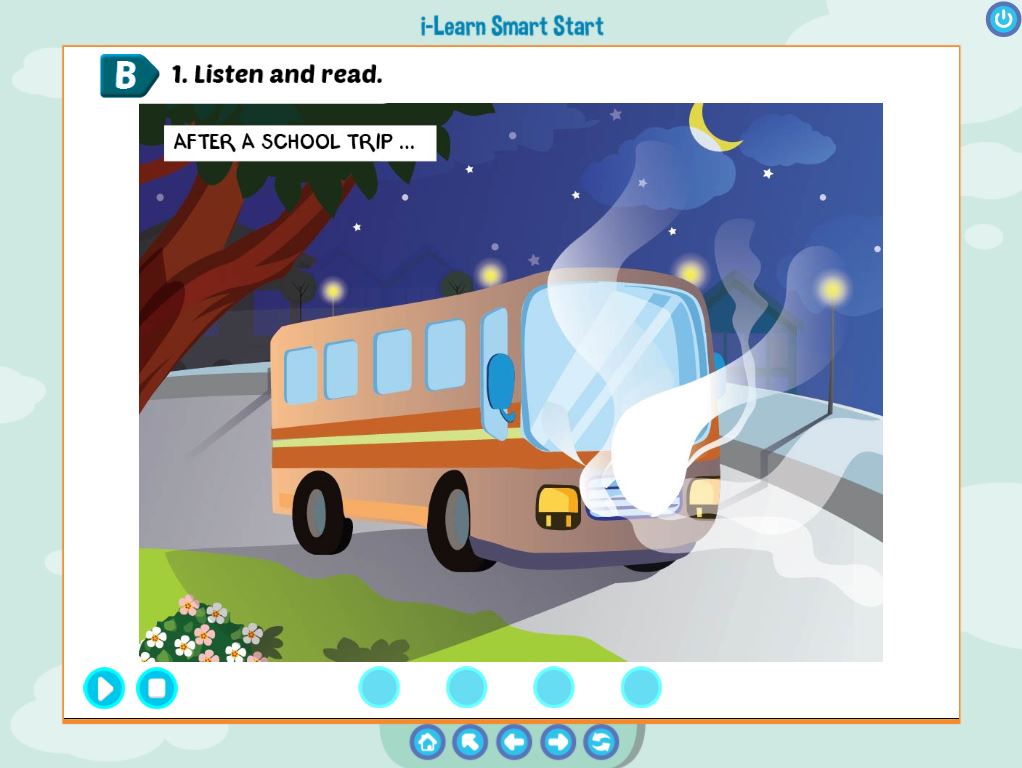 i-Learn Smart Start
B 1. Listen and read.
AFTER A SCHOOL TRIP ...